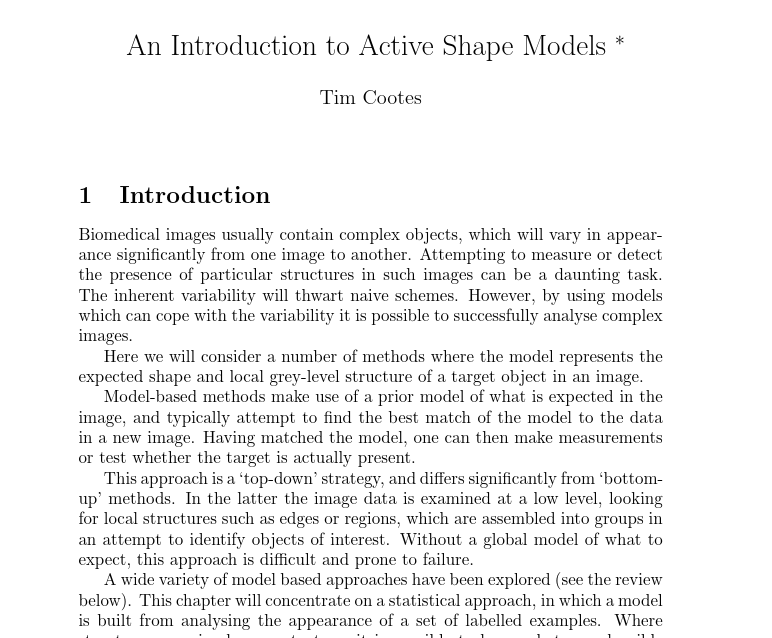 An Introduction to Active Shape Models *
Tim Cootes
1 Introduction
Biomedical images usually contain complex objects, which will vary in appear-
ance significantly from one image to another. Attempting to measure or detect
the presence of particular structures in such images can be a daunting task.
The inherent variability will thwart naive schemes. However, by using models
which can cope with the variability it is possible to successfully analyse complex
images.
Here we will consider a number of methods where the model represents the
expected shape and local grey-level structure of a target object in an image.
Model-based methods make use of a prior model of what is expected in the
image, and typically attempt to find the best match of the model to the data
in a new image. Having matched the model, one can then make measurements
or test whether the target is actually present.
This approach is a ‘top-down’ strategy, and differs significantly from ‘bottom-
up’ methods. In the latter the image data is examined at a low level, looking
for local structures such as edges or regions, which are assembled into groups in
an attempt to identify objects of interest. Without a global model of what to
expect, this approach is difficult and prone to failure.
A wide variety of model based approaches have been explored (see the review
below). This chapter will concentrate on a statistical approach, in which a model
is built from analysing the appearance of a set of labelled examples. Where